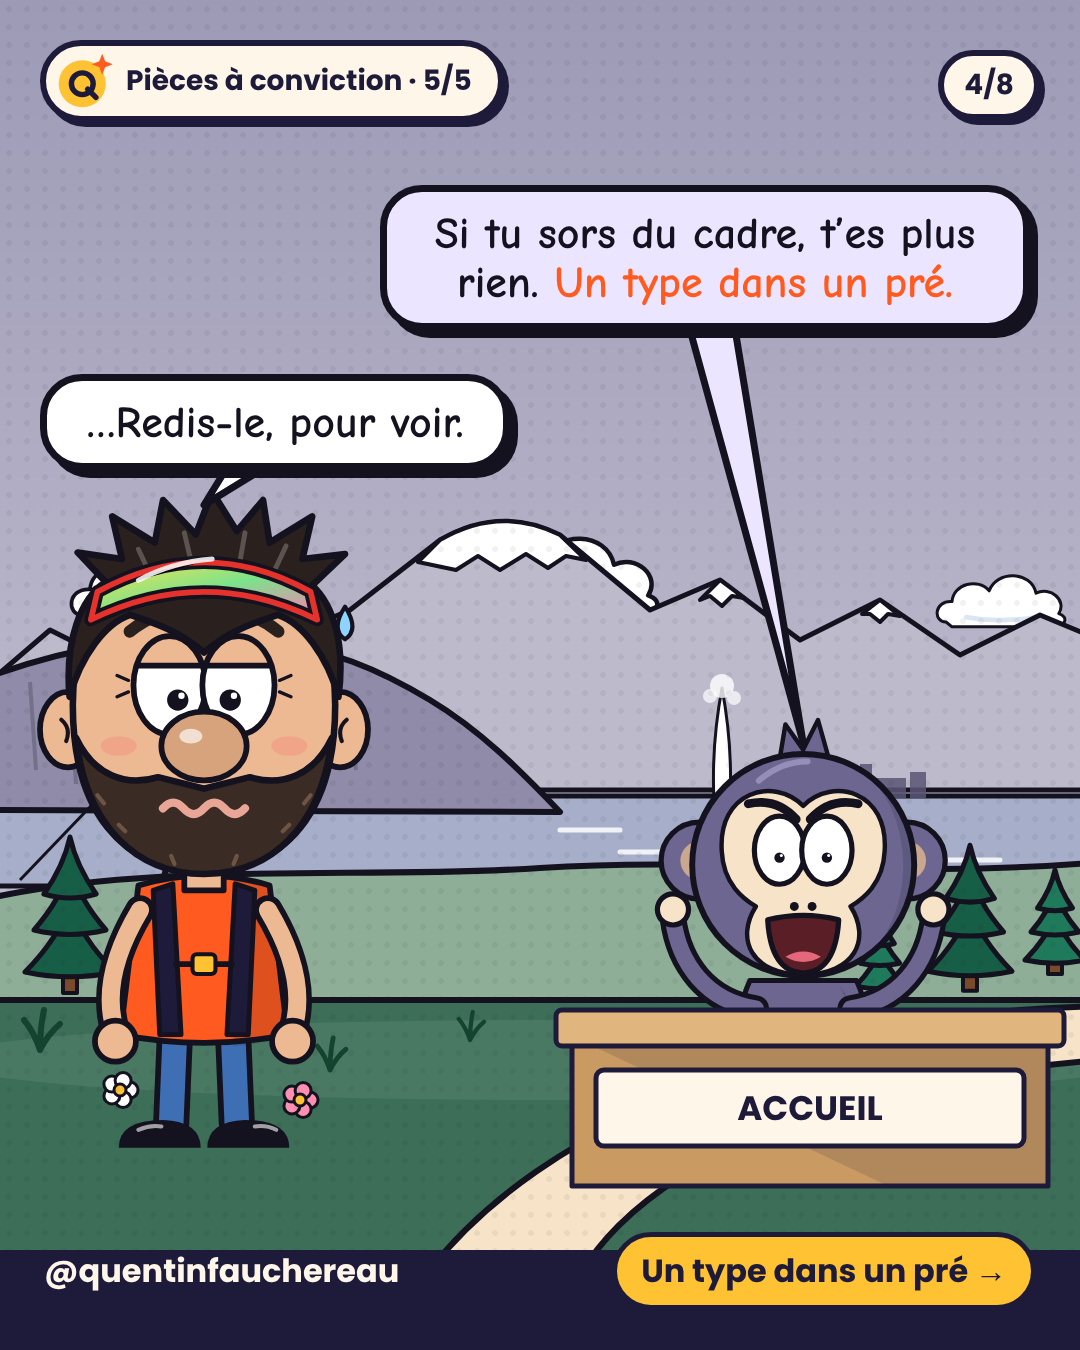 Q Pièces à conviction · 5/5
4/8
Si tu sors du cadre, t'es plus
rien. Un type dans un pré.
...Redis-le, pour voir.
ACCUEIL
@quentinfauchereau
Un type dans un pré →